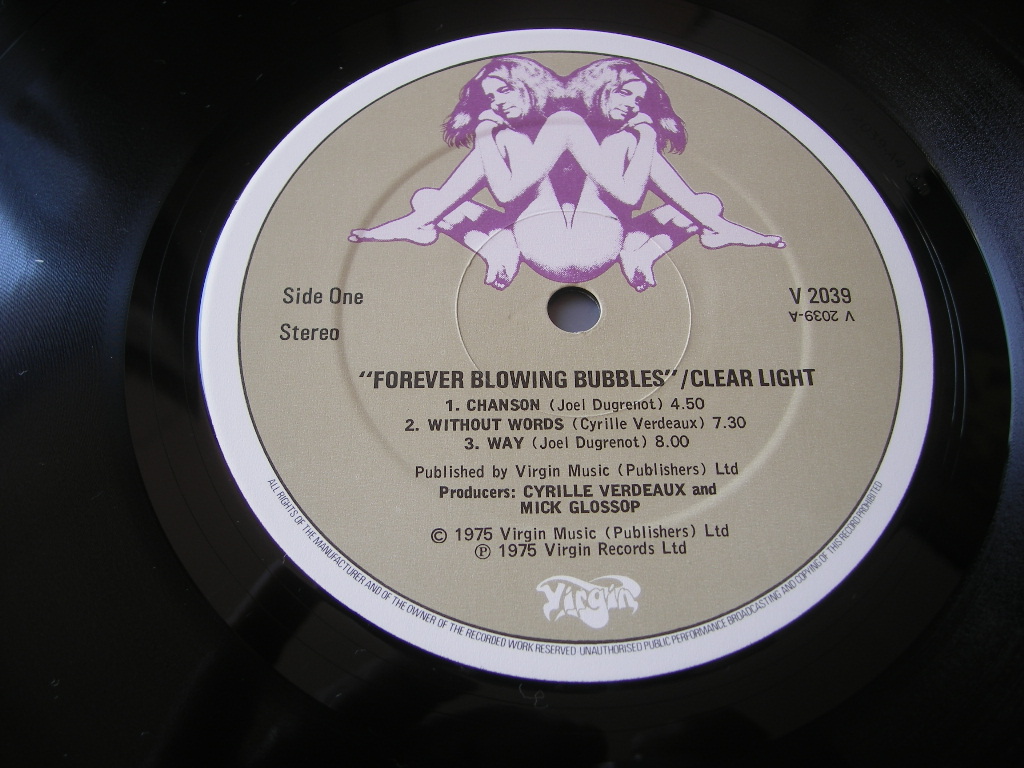 Side One
Stereo
V 2039
V 2039-A
"FOREVER BLOWING BUBBLES"/CLEAR LIGHT
1. CHANSON (Joel Dugrenot) 4.50
2. WITHOUT WORDS (Cyrille Verdeaux) 7.30
3. WAY (Joel Dugrenot) 8.00
Published by Virgin Music (Publishers) Ltd
Producers: CYRILLE VERDEAUX and
MICK GLOSSOP
© 1975 Virgin Music (Publishers) Ltd
℗ 1975 Virgin Records Ltd
Virgin
ALL RIGHTS OF THE MANUFACTURER AND OF THE OWNER OF THE RECORDED WORK RESERVED UNAUTHORISED PUBLIC PERFORMANCE BROADCASTING AND COPYING OF THIS RECORD PROHIBITED